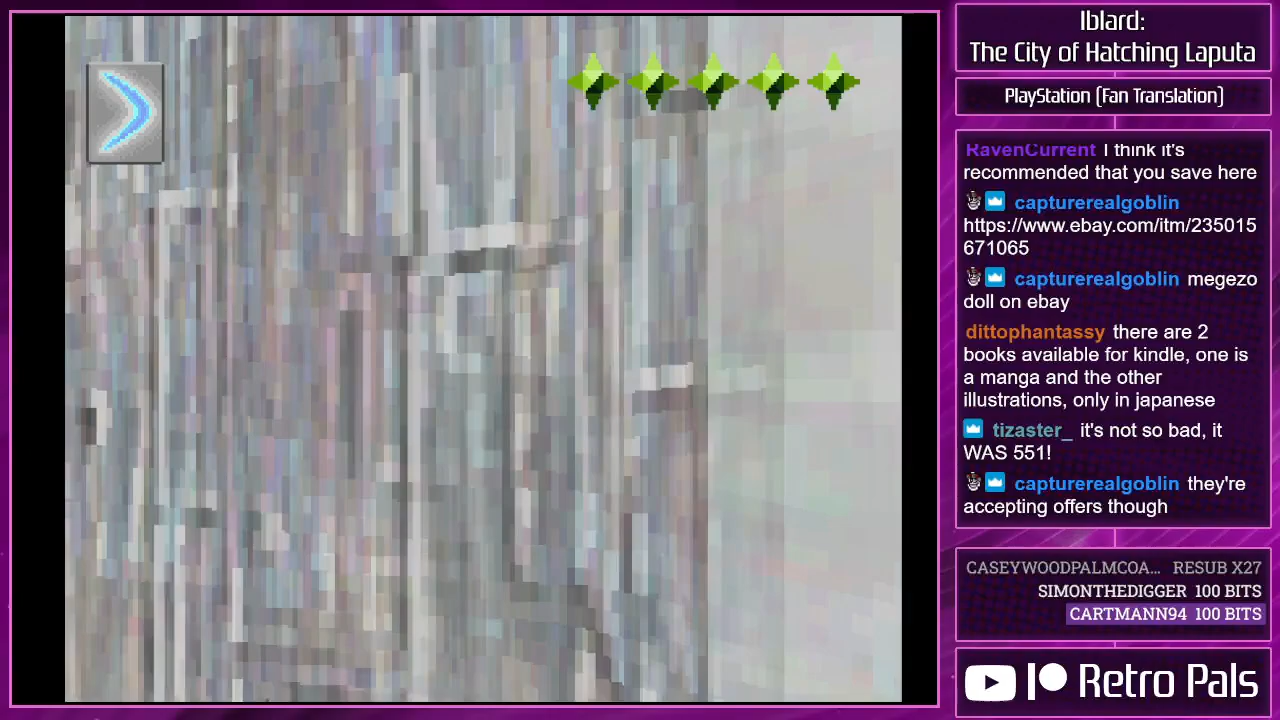 Iblard:
The City of Hatching Laputa
PlayStation (Fan Translation)
RavenCurrent I think it's
recommended that you save here
capturerealgoblin
https://www.ebay.com/itm/235015
671065
capturerealgoblin megezo
doll on ebay
dittophantassy there are 2
books available for kindle, one is
a manga and the other
illustrations, only in japanese
tizaster_ it's not so bad, it
WAS 551!
capturerealgoblin they're
accepting offers though
CASEYWOODPALMCOA... RESUB X27
SIMONTHEDIGGER 100 BITS
CARTMANN94 100 BITS
Retro Pals